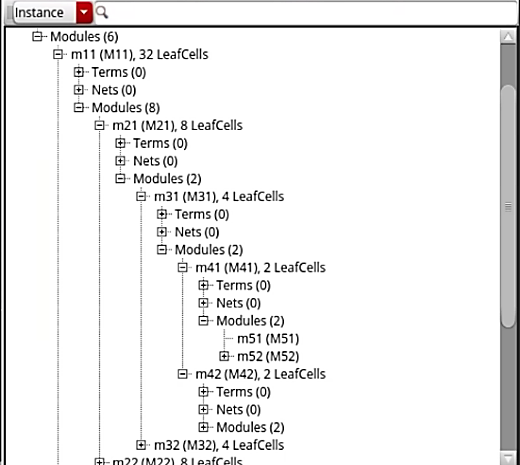 Instance
Modules (6)
m11 (M11), 32 LeafCells
Terms (0)
Nets (0)
Modules (8)
m21 (M21), 8 LeafCells
Terms (0)
Nets (0)
Modules (2)
m31 (M31), 4 LeafCells
Terms (0)
Nets (0)
Modules (2)
m41 (M41), 2 LeafCells
Terms (0)
Nets (0)
Modules (2)
m51 (M51)
m52 (M52)
m42 (M42), 2 LeafCells
Terms (0)
Nets (0)
Modules (2)
m32 (M32), 4 LeafCells
m22 (M22), 8 LeafCells